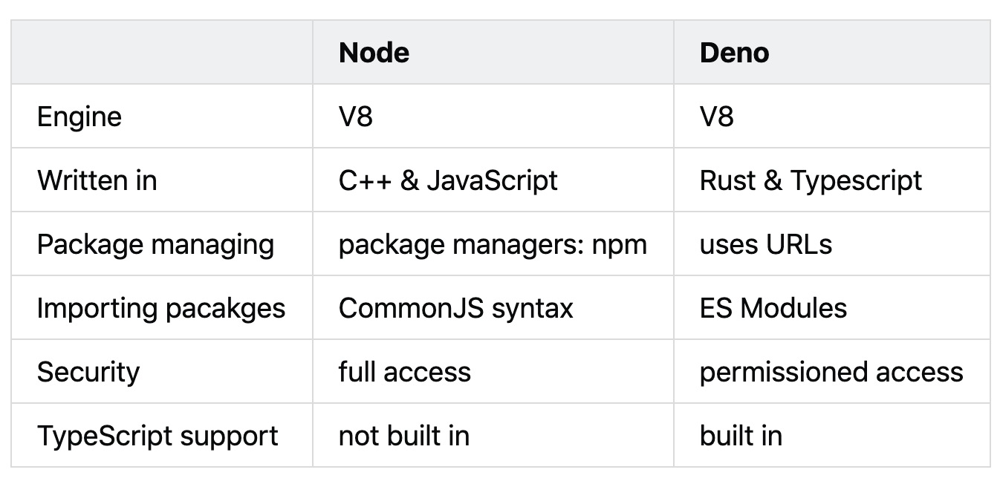 Node Deno
Engine V8 V8
Written in C++ & JavaScript Rust & Typescript
Package managing package managers: npm uses URLs
Importing pacakges CommonJS syntax ES Modules
Security full access permissioned access
TypeScript support not built in built in